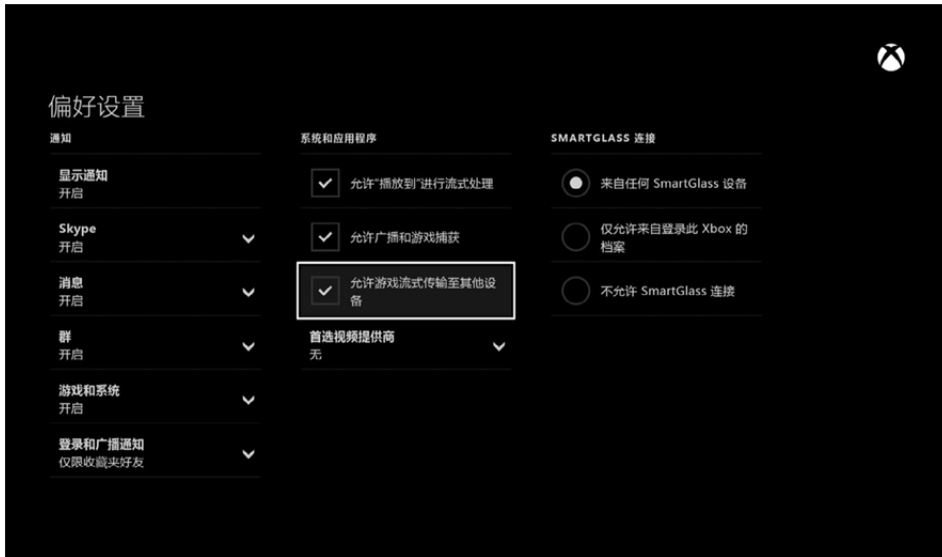 偏好设置
通知
显示通知
开启
Skype
开启
消息
开启
群
开启
游戏和系统
开启
登录和广播通知
仅限收藏夹好友
系统和应用程序
允许"播放到"进行流式处理
允许广播和游戏捕获
允许游戏流式传输至其他设
备
首选视频提供商
无
SMARTGLASS 连接
来自任何 SmartGlass 设备
仅允许来自登录此 Xbox 的
档案
不允许 SmartGlass 连接